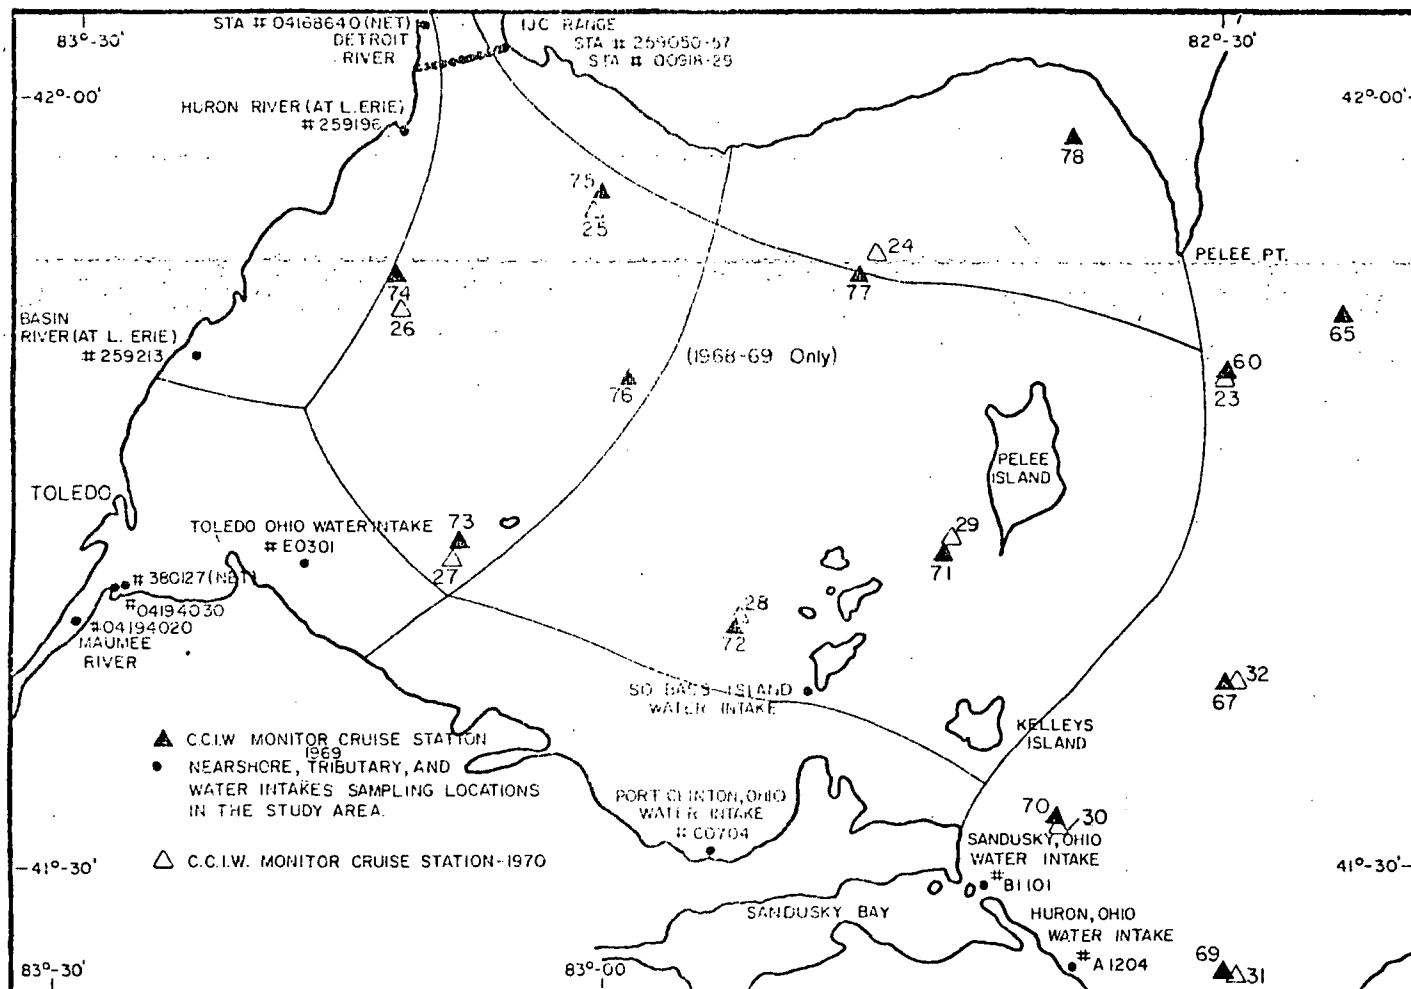 STA # 04168640 (NET)
DETROIT
RIVER
IJC RANGE
STA # 259050-57
STA # 00918-29
83°-30'
82°-30'
42°-00'
42°-00'
HURON RIVER (AT L. ERIE)
# 259196
78
75
25
24
77
PELEE PT.
74
26
65
BASIN
RIVER (AT L. ERIE)
# 259213
(1968-69 Only)
60
23
76
PELEE
ISLAND
TOLEDO
TOLEDO OHIO WATER INTAKE
# E0301
73
27
29
71
# 380127 (NET)
# 04194030
# 04194020
MAUMEE
RIVER
28
72
SO BASS ISLAND
WATER INTAKE
32
67
KELLEYS
ISLAND
C.C.I.W. MONITOR CRUISE STATION
1969
NEARSHORE, TRIBUTARY, AND
WATER INTAKES SAMPLING LOCATIONS
IN THE STUDY AREA.
C.C.I.W. MONITOR CRUISE STATION-1970
PORT CLINTON, OHIO
WATER INTAKE
# C0704
70
30
SANDUSKY, OHIO
WATER INTAKE
# B1101
41°-30'
41°-30'
SANDUSKY BAY
HURON, OHIO
WATER INTAKE
# A1204
69
31
83°-30'
83°-00